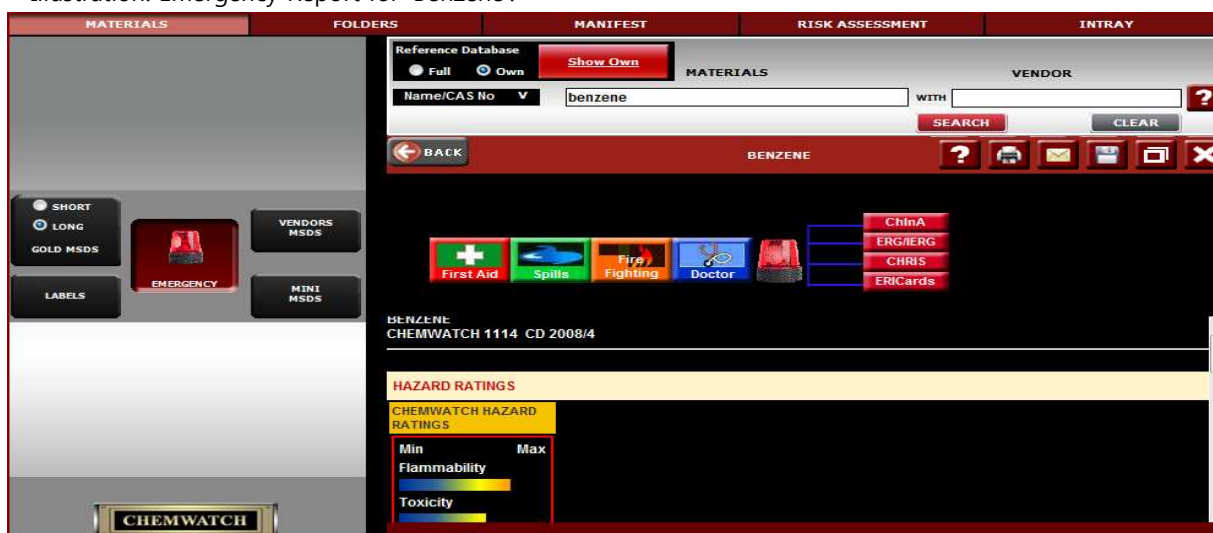 Illustration: Emergency Report for 'Benzene'.
MATERIALS FOLDERS MANIFEST RISK ASSESSMENT INTRAY
Reference Database
Full Own
Show Own
MATERIALS VENDOR
Name/CAS No V benzene WITH ?
SEARCH CLEAR
BACK BENZENE ?
SHORT
LONG
GOLD MSDS
EMERGENCY
VENDORS
MSDS
LABELS
MINI
MSDS
First Aid
Spills
Fire
Fighting
Doctor
ChInA
ERG/IERG
CHRIS
ERICards
BENZENE
CHEMWATCH 1114 CD 2008/4
HAZARD RATINGS
CHEMWATCH HAZARD
RATINGS
Min Max
Flammability
Toxicity
CHEMWATCH